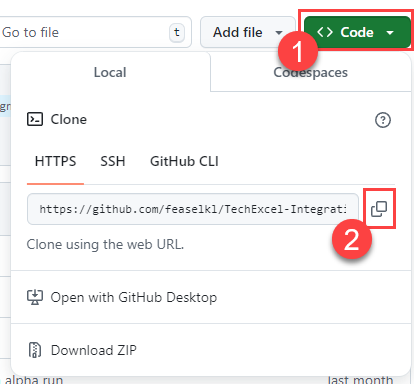 Go to file
t
Add file
1
Code
Local
Codespaces
Clone
HTTPS
SSH
GitHub CLI
https://github.com/feaselkl/TechExcel-Integrati
2
Clone using the web URL.
Open with GitHub Desktop
Download ZIP
alpha run
last month